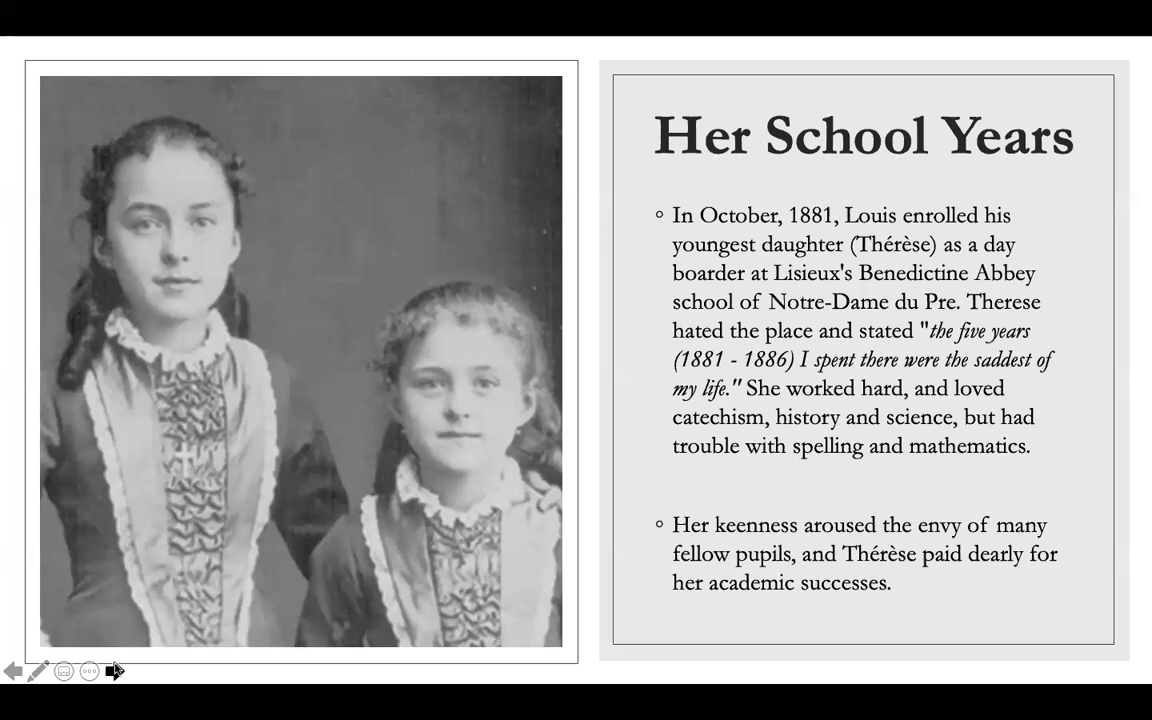 Her School Years
In October, 1881, Louis enrolled his
youngest daughter (Thérèse) as a day
boarder at Lisieux's Benedictine Abbey
school of Notre-Dame du Pre. Therese
hated the place and stated "the five years
(1881 - 1886) I spent there were the saddest of
my life." She worked hard, and loved
catechism, history and science, but had
trouble with spelling and mathematics.
Her keenness aroused the envy of many
fellow pupils, and Thérèse paid dearly for
her academic successes.